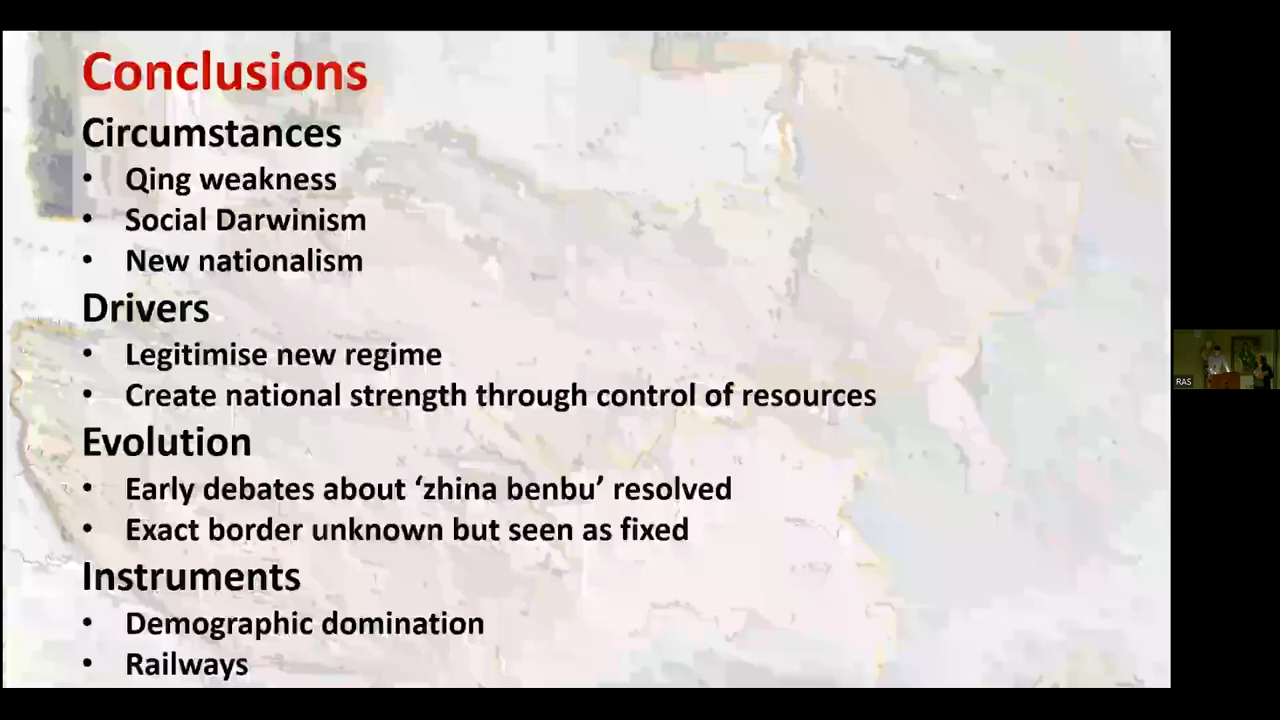 Conclusions
Circumstances
• Qing weakness
• Social Darwinism
• New nationalism
Drivers
• Legitimise new regime
• Create national strength through control of resources
Evolution
• Early debates about ‘zhina benbu’ resolved
• Exact border unknown but seen as fixed
Instruments
• Demographic domination
• Railways
RAS